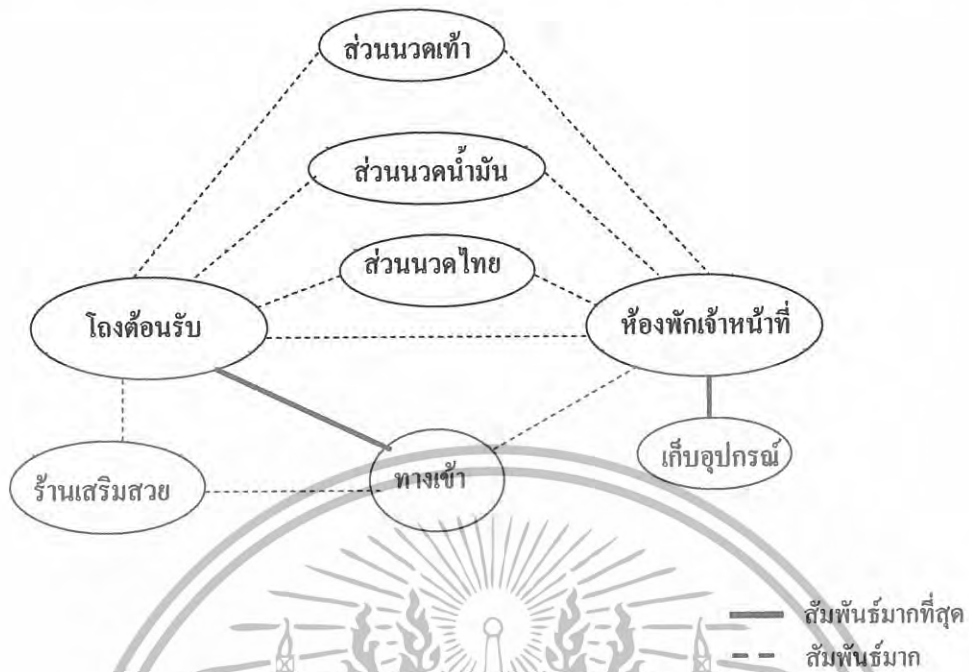 ส่วนนวดเท้า
ส่วนนวดน้ำมัน
ส่วนนวดไทย
โถงต้อนรับ
ห้องพักเจ้าหน้าที่
เก็บอุปกรณ์
ร้านเสริมสวย
ทางเข้า
สัมพันธ์มากที่สุด
สัมพันธ์มาก